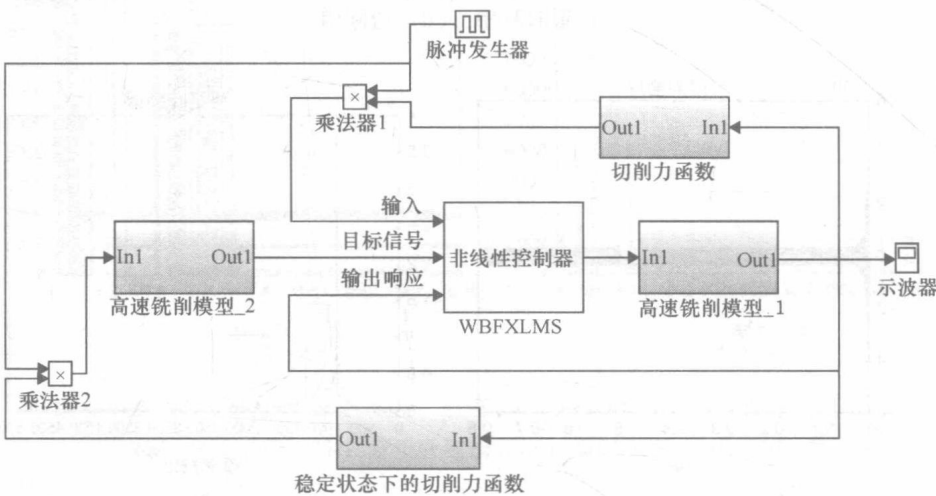 脉冲发生器
×
乘法器1
Out1 In1
切削力函数
输入
目标信号
输出响应
In1 Out1
高速铣削模型_2
非线性控制器
WBFXLMS
In1 Out1
高速铣削模型_1
示波器
×
乘法器2
Out1 In1
稳定状态下的切削力函数